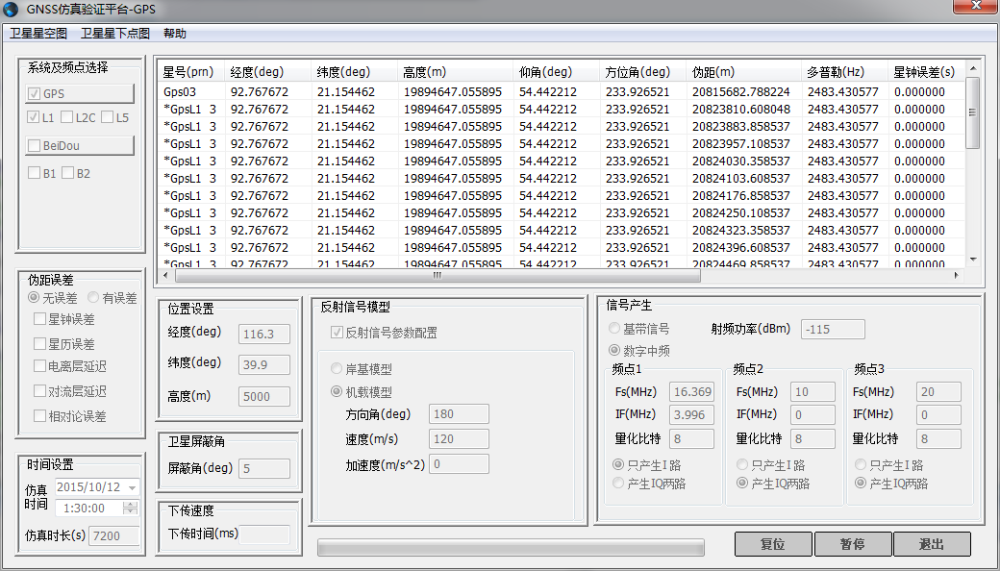 GNSS仿真验证平台-GPS
卫星星空图 卫星星下点图 帮助
系统及频点选择
GPS
L1 L2C L5
BeiDou
B1 B2
星号(prn) 经度(deg) 纬度(deg) 高度(m) 仰角(deg) 方位角(deg) 伪距(m) 多普勒(Hz) 星钟误差(s)
Gps03 92.767672 21.154462 19894647.055895 54.442212 233.926521 20815682.788224 2483.430577 0.000000
*GpsL1 3 92.767672 21.154462 19894647.055895 54.442212 233.926521 20823810.608048 2483.430577 0.000000
*GpsL1 3 92.767672 21.154462 19894647.055895 54.442212 233.926521 20823883.858537 2483.430577 0.000000
*GpsL1 3 92.767672 21.154462 19894647.055895 54.442212 233.926521 20823957.108537 2483.430577 0.000000
*GpsL1 3 92.767672 21.154462 19894647.055895 54.442212 233.926521 20824030.358537 2483.430577 0.000000
*GpsL1 3 92.767672 21.154462 19894647.055895 54.442212 233.926521 20824103.608537 2483.430577 0.000000
*GpsL1 3 92.767672 21.154462 19894647.055895 54.442212 233.926521 20824176.858537 2483.430577 0.000000
*GpsL1 3 92.767672 21.154462 19894647.055895 54.442212 233.926521 20824250.108537 2483.430577 0.000000
*GpsL1 3 92.767672 21.154462 19894647.055895 54.442212 233.926521 20824323.358537 2483.430577 0.000000
*GpsL1 3 92.767672 21.154462 19894647.055895 54.442212 233.926521 20824396.608537 2483.430577 0.000000
*GpsL1 3 92.767672 21.154462 19894647.055895 54.442212 233.926521 20824469.858537 2483.430577 0.000000
伪距误差
无误差 有误差
星钟误差
星历误差
电离层延迟
对流层延迟
相对论误差
时间设置
仿真时间 2015/10/12
1:30:00
仿真时长(s) 7200
位置设置
经度(deg) 116.3
纬度(deg) 39.9
高度(m) 5000
卫星屏蔽角
屏蔽角(deg) 5
下传速度
下传时间(ms)
反射信号模型
反射信号参数配置
岸基模型
机载模型
方向角(deg) 180
速度(m/s) 120
加速度(m/s^2) 0
信号产生
基带信号 射频功率(dBm) -115
数字中频
频点1 频点2 频点3
Fs(MHz) 16.369 Fs(MHz) 10 Fs(MHz) 20
IF(MHz) 3.996 IF(MHz) 0 IF(MHz) 0
量化比特 8 量化比特 8 量化比特 8
只产生I 路 只产生I 路 只产生I 路
产生IQ两路 产生IQ两路 产生IQ两路
复位 暂停 退出